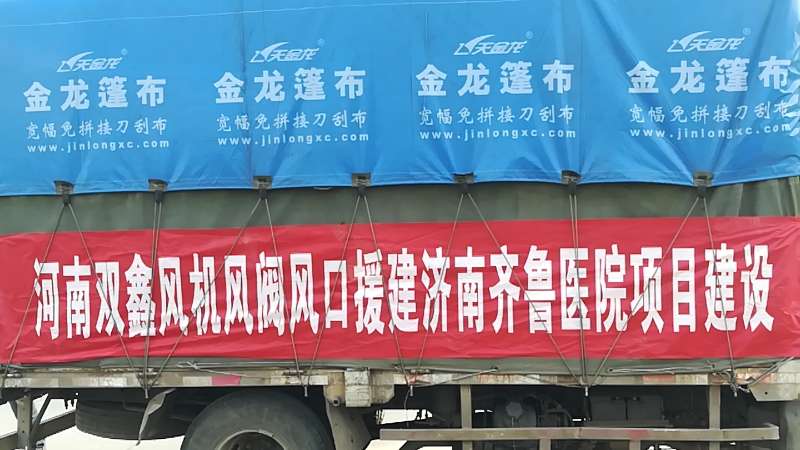 天金龙® 天金龙® 天金龙 天金龙®
金龙篷布 金龙篷布 金龙篷布 金龙篷布
宽幅免拼接刀刮布 宽幅免拼接刀刮布 宽幅免拼接刀刮布 宽幅免拼接刀刮布
www.jinlongxc.com www.jinlongxc.com www.jinlongxc.com www.jinlongxc.com
河南双鑫风机风阀风口援建济南齐鲁医院项目建设